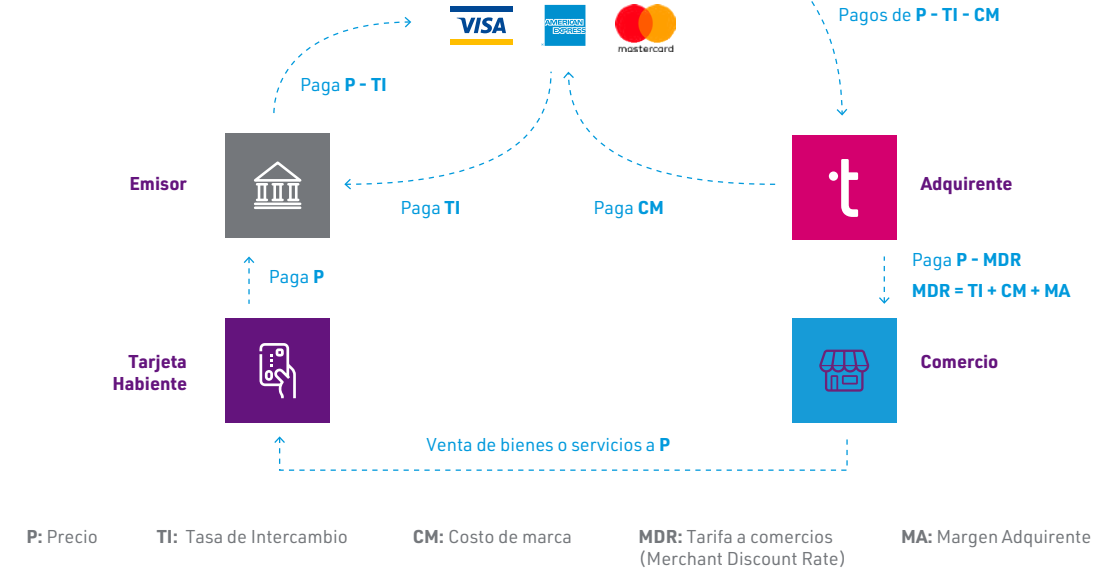 VISA
AMERICAN
EXPRESS
mastercard
Pagos de P - TI - CM
Paga P - TI
Emisor
Adquirente
Paga TI
Paga CM
Paga P - MDR
MDR = TI + CM + MA
Paga P
Tarjeta
Habiente
Comercio
Venta de bienes o servicios a P
P: Precio
TI: Tasa de Intercambio
CM: Costo de marca
MDR: Tarifa a comercios
(Merchant Discount Rate)
MA: Margen Adquirente